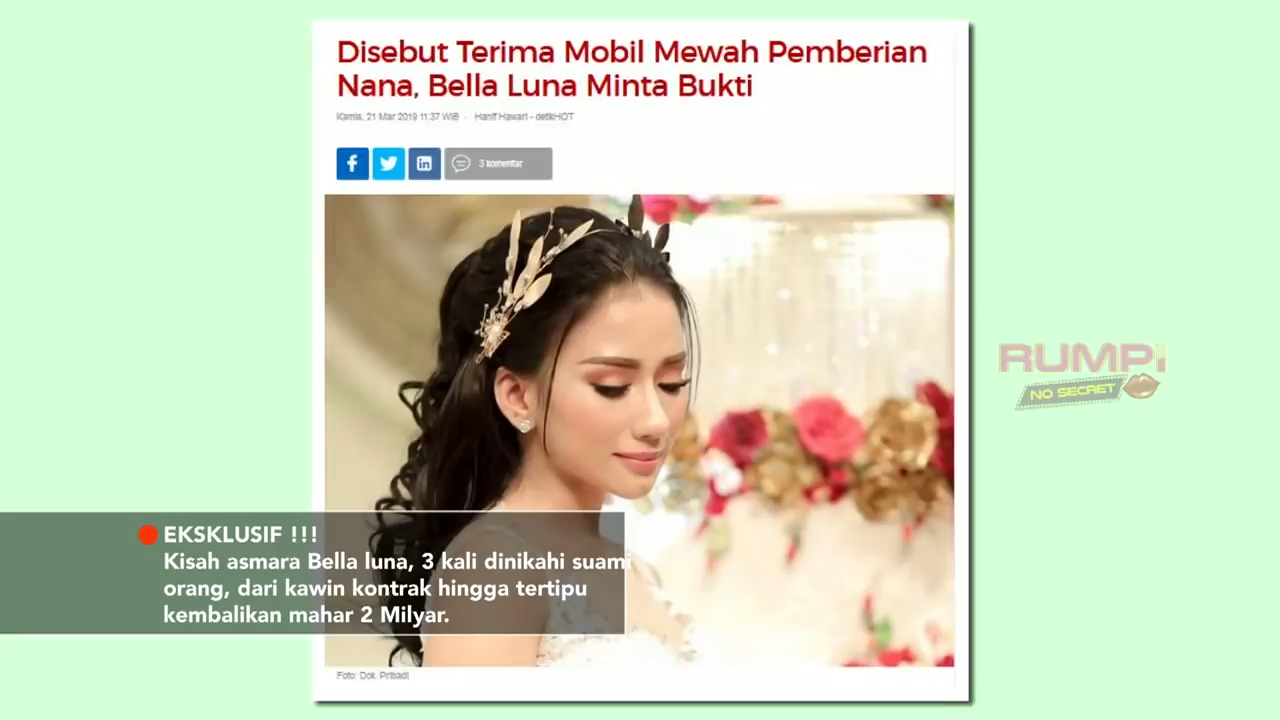 Disebut Terima Mobil Mewah Pemberian
Nana, Bella Luna Minta Bukti
Kamis, 21 Mar 2019 11:37 WIB - Hanif Hawari - detikHOT
3 komentar
RUMPI
NO SECRET
EKSKLUSIF !!!
Kisah asmara Bella luna, 3 kali dinikahi suami
orang, dari kawin kontrak hingga tertipu
kembalikan mahar 2 Milyar.
Foto: Dok. Pribadi